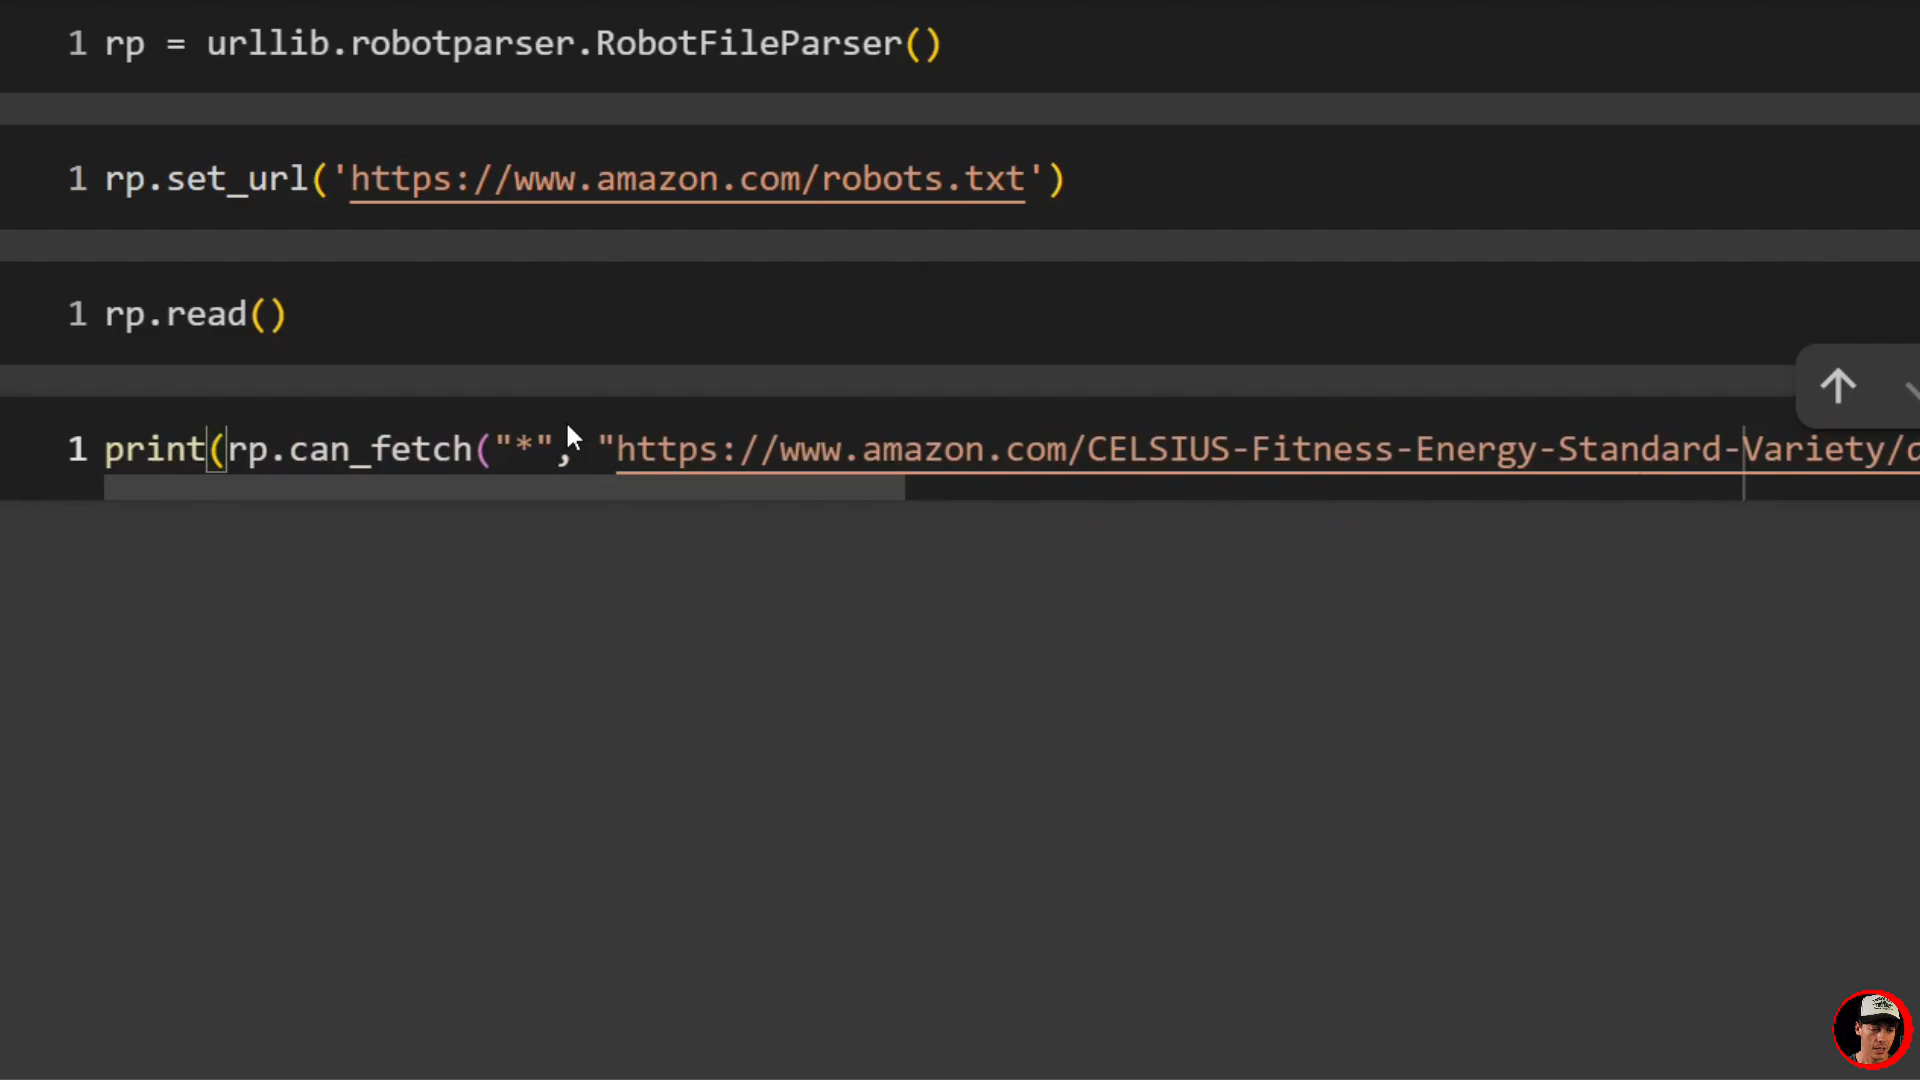 1 rp = urllib.robotparser.RobotFileParser()
1 rp.set_url('https://www.amazon.com/robots.txt')
1 rp.read()
1 print(rp.can_fetch("*", "https://www.amazon.com/CELSIUS-Fitness-Energy-Standard-Variety/